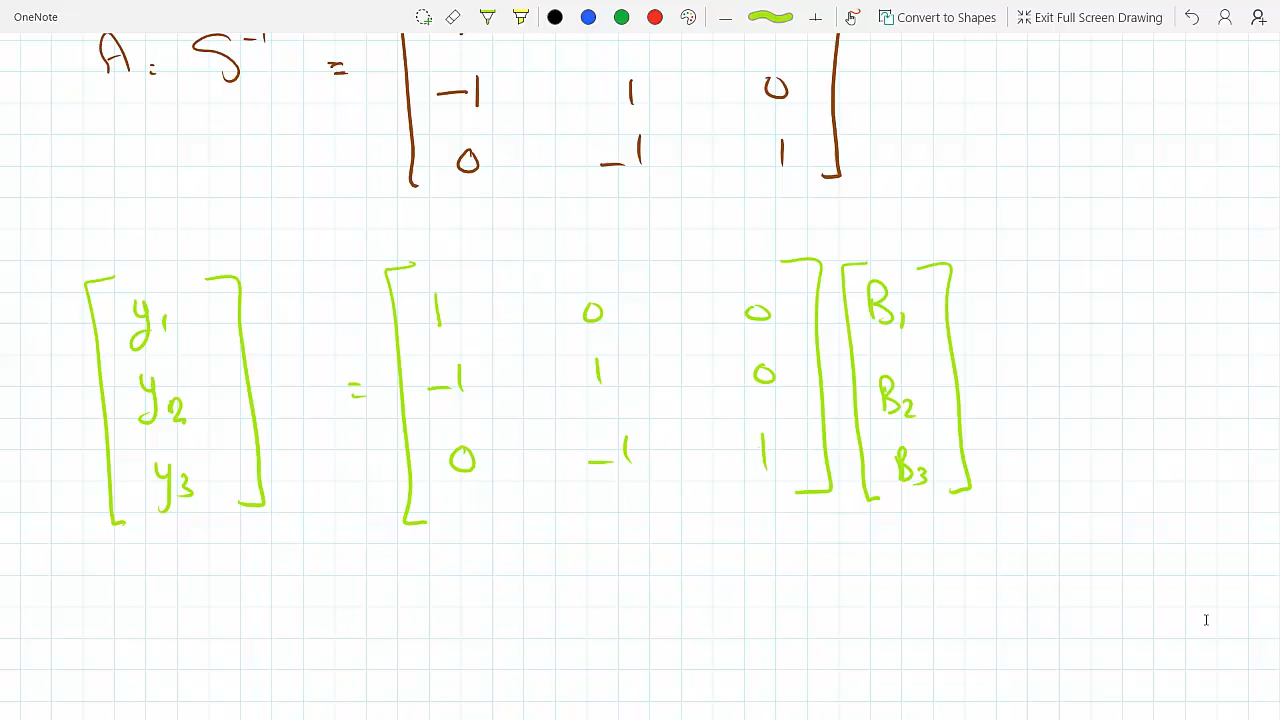 OneNote Convert to Shapes Exit Full Screen Drawing
A = S⁻¹ =
-1 1 0
0 -1 1
y₁ 1 0 0 B₁
y₂ = -1 1 0 B₂
y₃ 0 -1 1 B₃